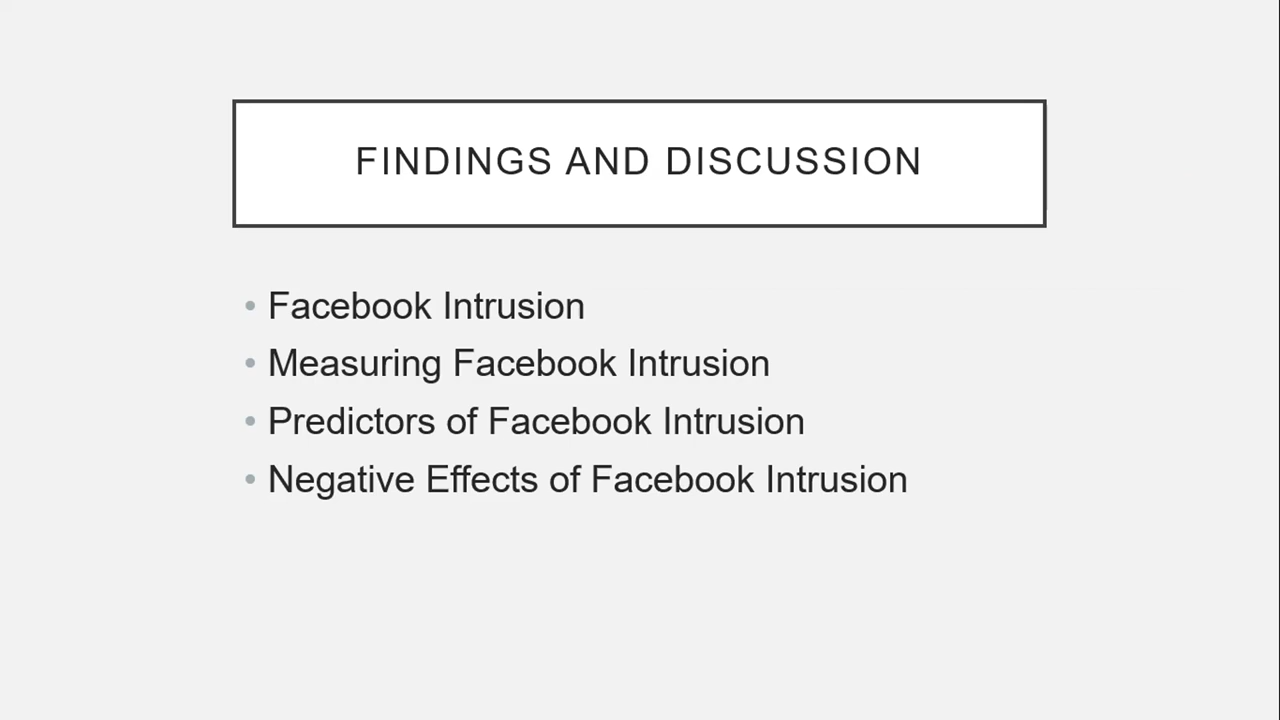 FINDINGS AND DISCUSSION
• Facebook Intrusion
• Measuring Facebook Intrusion
• Predictors of Facebook Intrusion
• Negative Effects of Facebook Intrusion